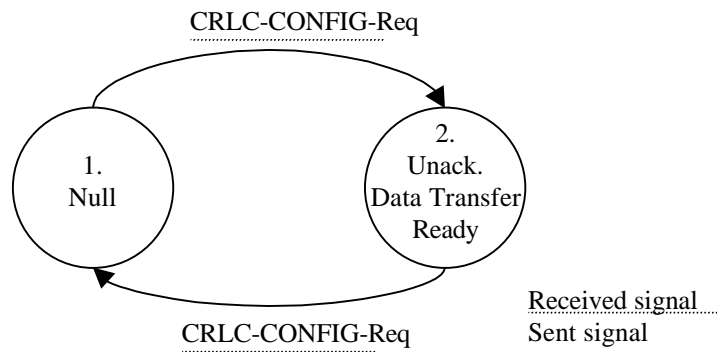 CRLC-CONFIG-Req
1.
Null
2.
Unack.
Data Transfer
Ready
CRLC-CONFIG-Req
Received signal
Sent signal